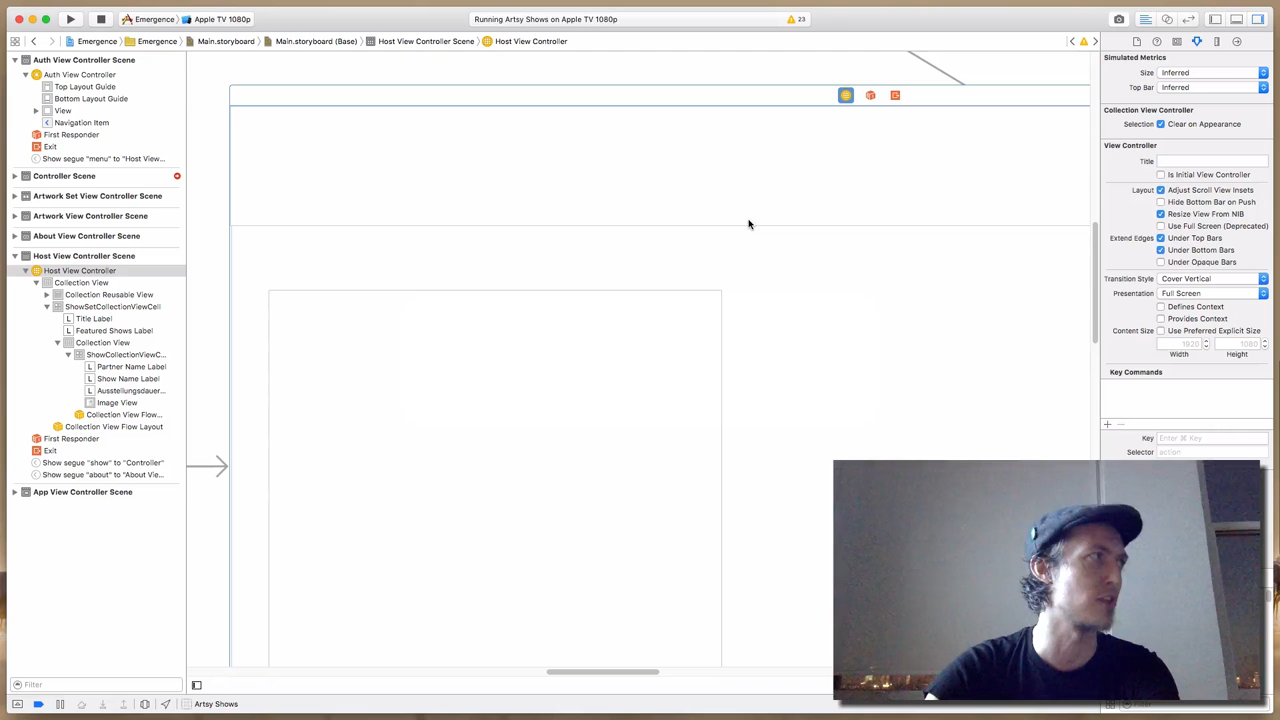 Emergence Apple TV 1080p
Running Artsy Shows on Apple TV 1080p
23
Emergence Emergence Main.storyboard Main.storyboard (Base) Host View Controller Scene Host View Controller
Auth View Controller Scene
Auth View Controller
Top Layout Guide
Bottom Layout Guide
View
Navigation Item
First Responder
Exit
Show segue "menu" to "Host View...
Controller Scene
Artwork Set View Controller Scene
Artwork View Controller Scene
About View Controller Scene
Host View Controller Scene
Host View Controller
Collection View
Collection Reusable View
ShowSetCollectionViewCell
L Title Label
L Featured Shows Label
Collection View
ShowCollectionViewC...
L Partner Name Label
L Show Name Label
L Ausstellungsdauer...
Image View
Collection View Flow...
Collection View Flow Layout
First Responder
Exit
Show segue "show" to "Controller"
Show segue "about" to "About Vie...
App View Controller Scene
Filter
Artsy Shows
Simulated Metrics
Size Inferred
Top Bar Inferred
Collection View Controller
Selection Clear on Appearance
View Controller
Title
Is Initial View Controller
Layout Adjust Scroll View Insets
Hide Bottom Bar on Push
Resize View From NIB
Use Full Screen (Deprecated)
Extend Edges Under Top Bars
Under Bottom Bars
Under Opaque Bars
Transition Style Cover Vertical
Presentation Full Screen
Defines Context
Provides Context
Content Size Use Preferred Explicit Size
1920 1080
Width Height
Key Commands
Key Enter ⌘ Key
Selector action